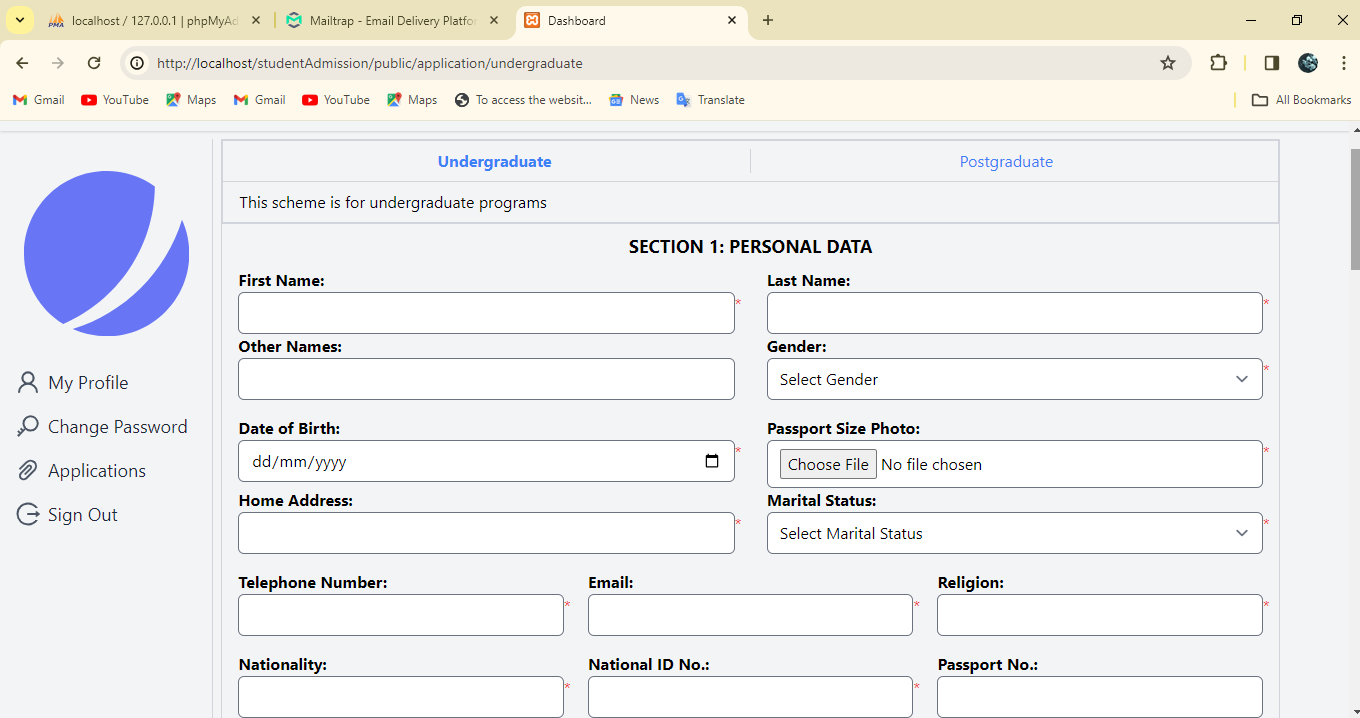 localhost / 127.0.0.1 | phpMyAd
Mailtrap - Email Delivery Platfo
Dashboard
http://localhost/studentAdmission/public/application/undergraduate
Gmail YouTube Maps Gmail YouTube Maps To access the websit... News Translate All Bookmarks
Undergraduate Postgraduate
This scheme is for undergraduate programs
My Profile
Change Password
Applications
Sign Out
SECTION 1: PERSONAL DATA
First Name: Last Name:
* *
Other Names: Gender:
Select Gender *
Date of Birth: Passport Size Photo:
dd/mm/yyyy * Choose File No file chosen *
Home Address: Marital Status:
* Select Marital Status *
Telephone Number: Email: Religion:
* * *
Nationality: National ID No.: Passport No.:
* *